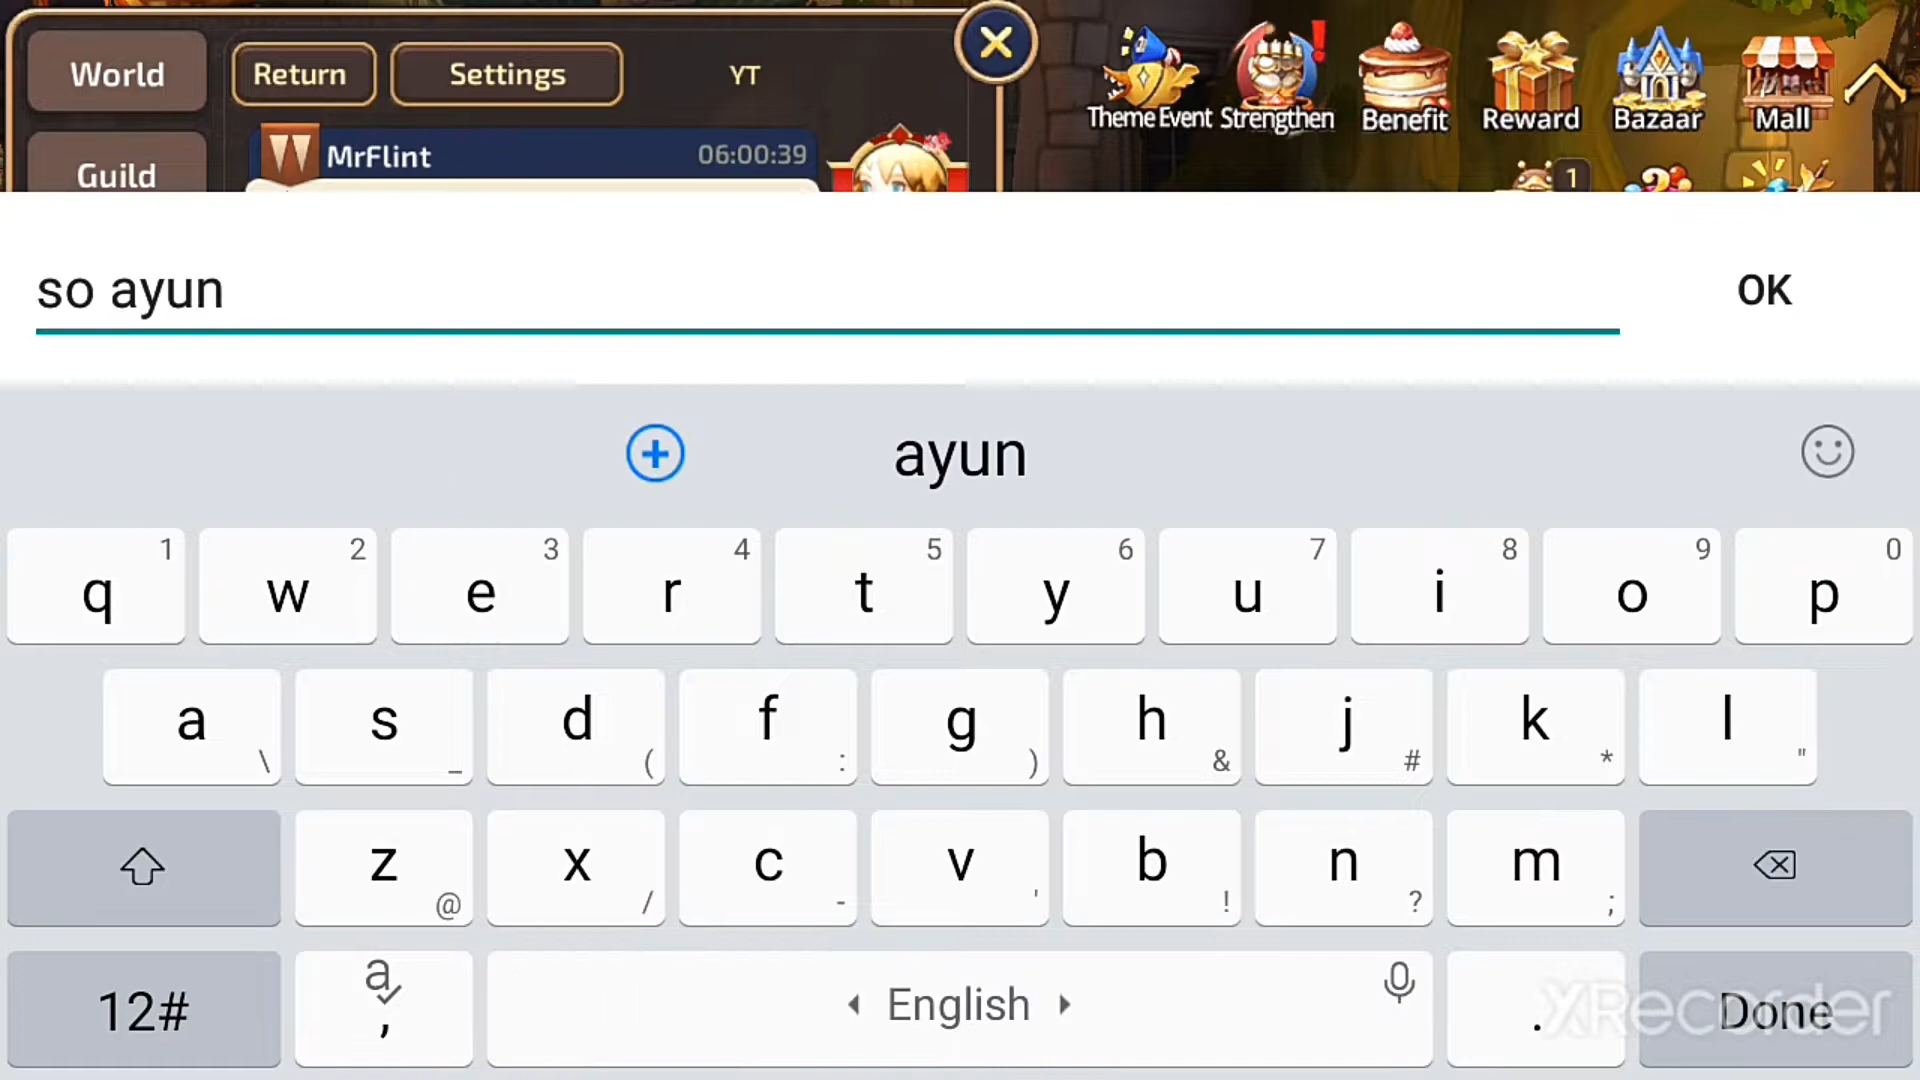 World Return Settings YT
Theme Event Strengthen Benefit Reward Bazaar Mall
Guild MrFlint 06:00:39
1
so ayun OK
ayun
1 2 3 4 5 6 7 8 9 0
q w e r t y u i o p
a s d f g h j k l
\ _ ( : ) & # * "
z x c v b n m
@ / - ' ! ? ;
12# a , English . Done
XRecorder